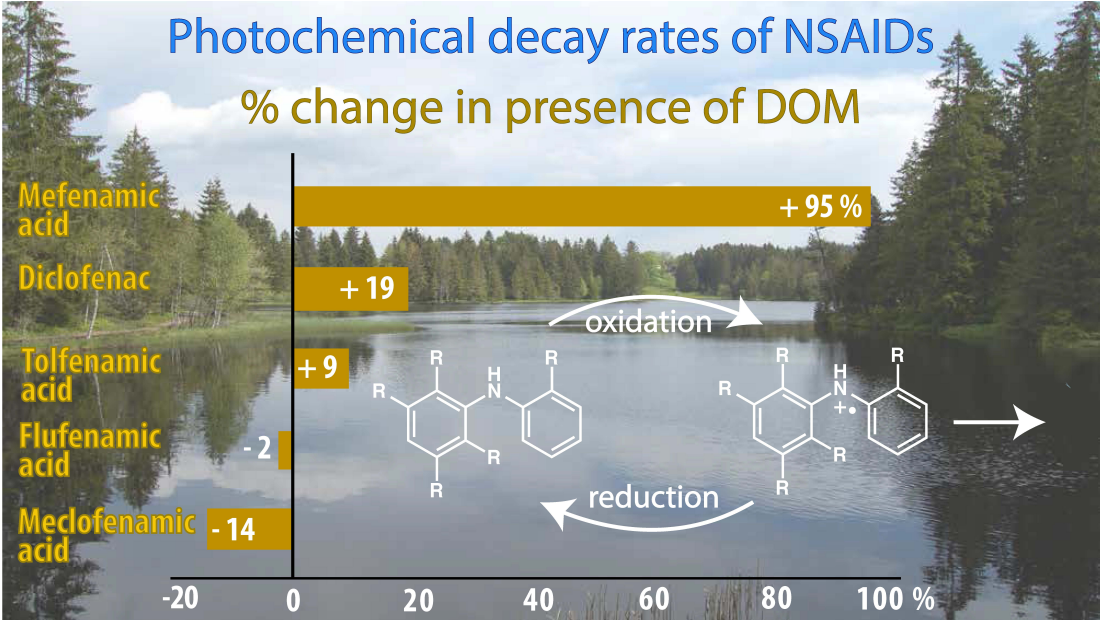 Photochemical decay rates of NSAIDs
% change in presence of DOM
Mefenamic
acid
+ 95 %
Diclofenac
+ 19
oxidation
Tolfenamic
acid
+ 9
R
R
R
H
N
R
R
R
R
R
H
N
+•
R
R
Flufenamic
acid
- 2
reduction
Meclofenamic
acid
- 14
-20
0
20
40
60
80
100 %